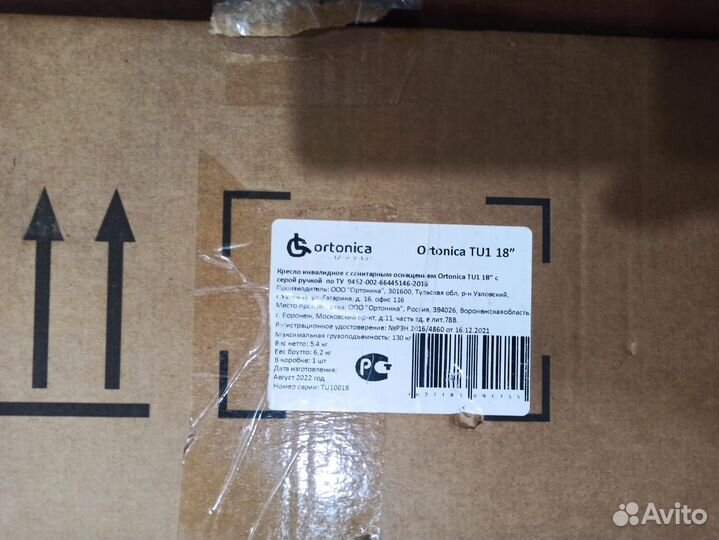 ortonica
Ortonica TU1 18”
Кресло инвалидное с санитарным оснащением Ortonica TU1 18” с
серой ручкой по ТУ 9452-002-66445146-2016
Производитель: ООО "Ортоника", 301600, Тульская обл. р-н Узловский,
г. Узловая, ул. Гагарина, д. 16, офис 116
Место производства: ООО "Ортоника", Россия, 394026, Воронежская область,
г. Воронеж, Московский пр-кт, д.11, часть зд. в лит.78В.
Регистрационное удостоверение: №РЗН 2016/4860 от 16.12.2021
Максимальная грузоподъемность: 130 кг
Вес нетто: 5,4 кг
Вес брутто: 6,2 кг
В коробке: 1 шт
Дата изготовления:
Август 2022 год
Номер серии: TU10018
Avito